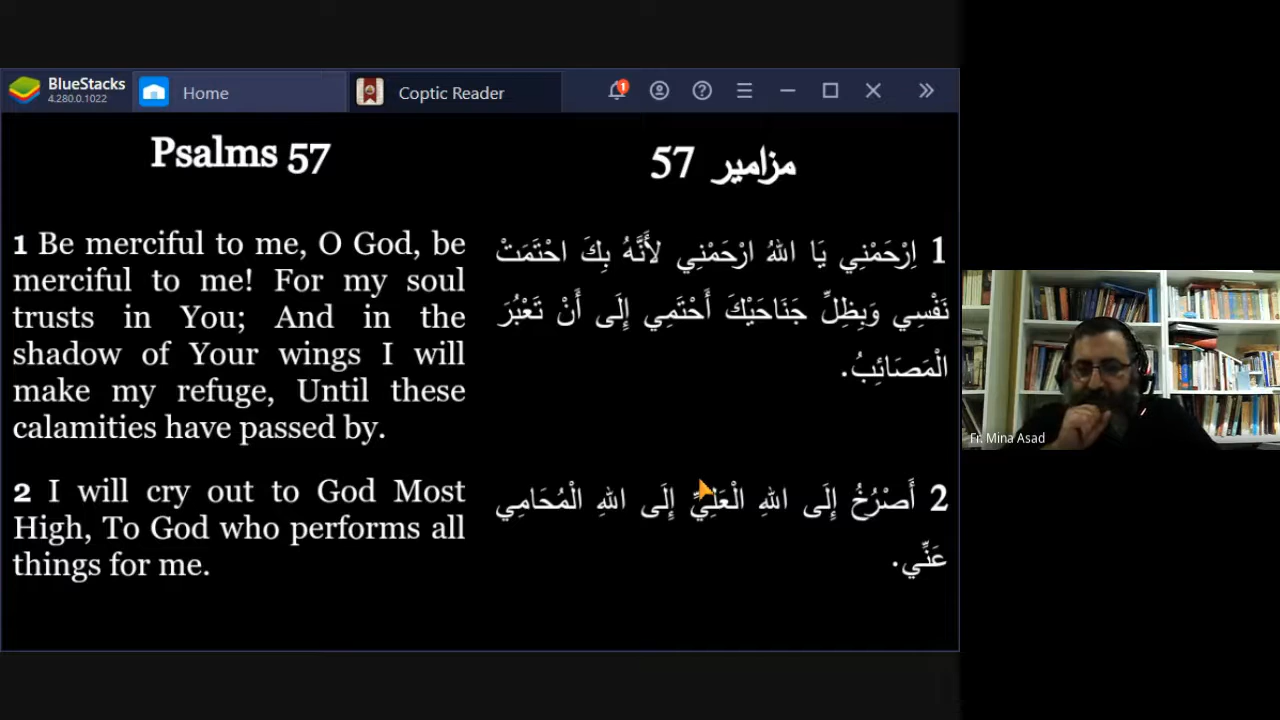 BlueStacks
4.280.0.1022
Home
Coptic Reader
1
Psalms 57
1 Be merciful to me, O God, be
merciful to me! For my soul
trusts in You; And in the
shadow of Your wings I will
make my refuge, Until these
calamities have passed by.
2 I will cry out to God Most
High, To God who performs all
things for me.
مزامير 57
1 اِرْحَمْنِي يَا اللهُ ارْحَمْنِي لأَنَّهُ بِكَ احْتَمَتْ
نَفْسِي وَبِظِلِّ جَنَاحَيْكَ أَحْتَمِي إِلَى أَنْ تَعْبُرَ
الْمَصَائِبُ.
2 أَصْرُخُ إِلَى اللهِ الْعَلِيِّ إِلَى اللهِ الْمُحَامِي
عَنِّي.
Fr. Mina Asad